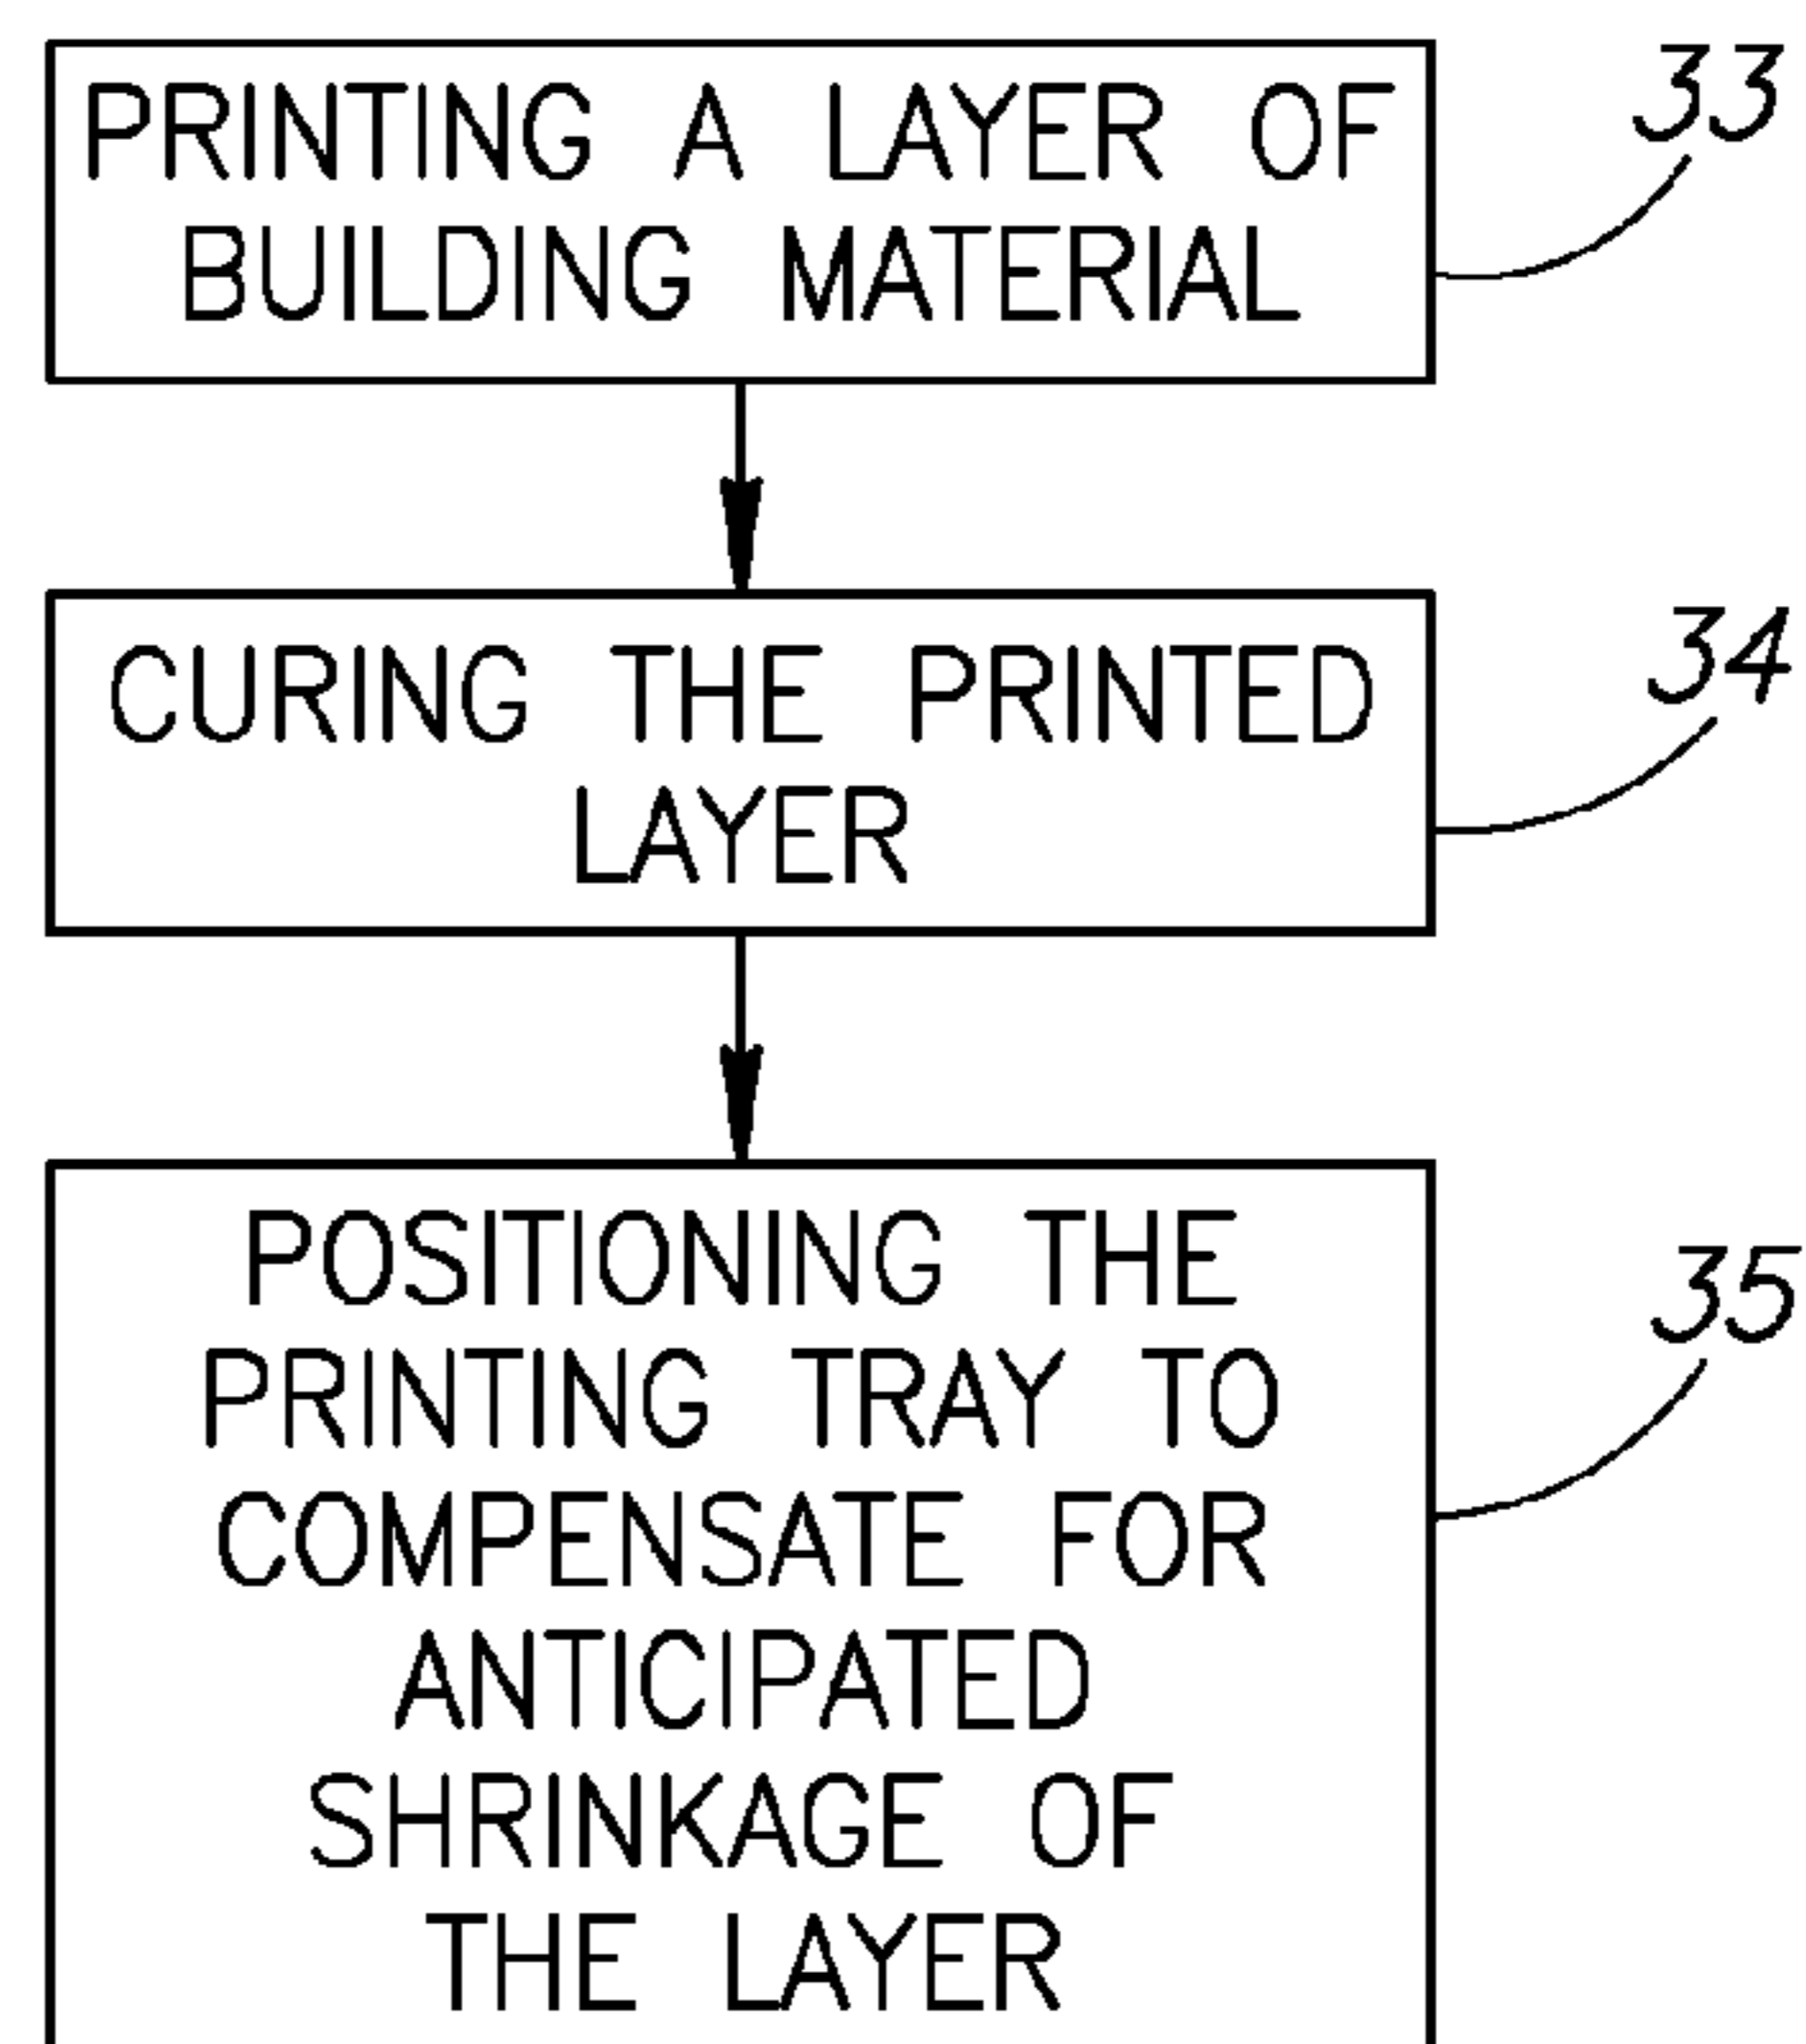 PRINTING A LAYER OF
BUILDING MATERIAL
33
CURING THE PRINTED
LAYER
34
POSITIONING THE
PRINTING TRAY TO
COMPENSATE FOR
ANTICIPATED
SHRINKAGE OF
THE LAYER
35